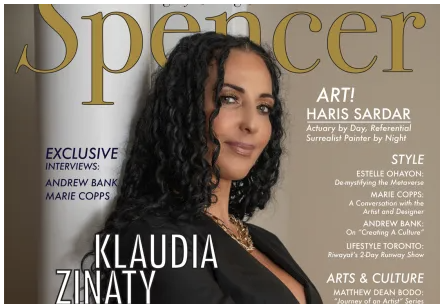 Spencer
ART!
HARIS SARDAR
Actuary by Day, Referential
Surrealist Painter by Night
EXCLUSIVE
INTERVIEWS:
ANDREW BANK
MARIE COPPS
STYLE
ESTELLE OHAYON:
De-mystifying the Metaverse
MARIE COPPS:
A Conversation with the
Artist and Designer
ANDREW BANK:
On "Creating A Culture"
LIFESTYLE TORONTO:
Riwayat's 2-Day Runway Show
KLAUDIA
ZINATY
ARTS & CULTURE
MATTHEW DEAN BODO:
"Journey of an Artist" Series